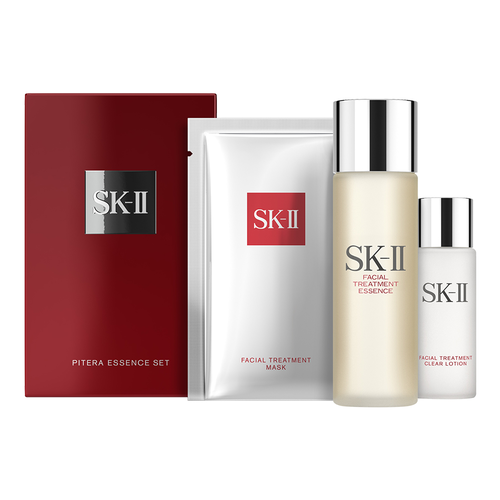 SK-II
PITERA ESSENCE SET
SK-II
FACIAL TREATMENT
MASK
SK-II
FACIAL
TREATMENT
ESSENCE
SK-II
FACIAL TREATMENT
CLEAR LOTION